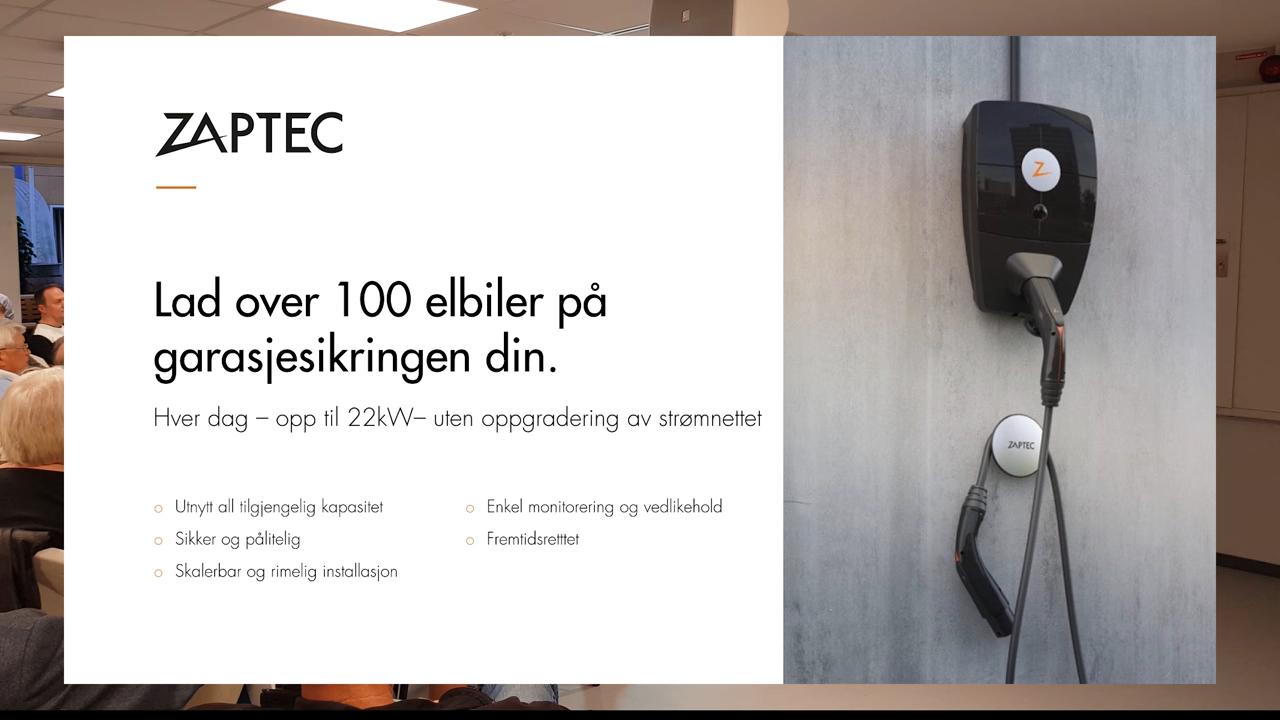 ZAPTEC
Lad over 100 elbiler på
garasjesikringen din.
Hver dag – opp til 22kW– uten oppgradering av strømnettet
Utnytt all tilgjengelig kapasitet
Sikker og pålitelig
Skalerbar og rimelig installasjon
Enkel monitorering og vedlikehold
Fremtidsretttet
Z
ZAPTEC